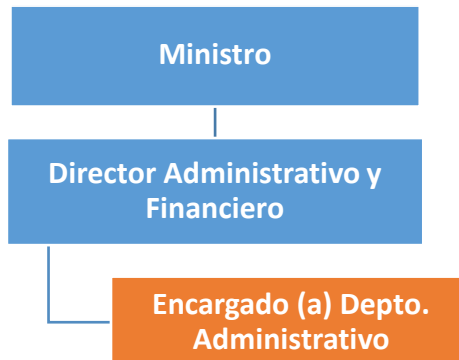 Ministro
Director Administrativo y
Financiero
Encargado (a) Depto.
Administrativo